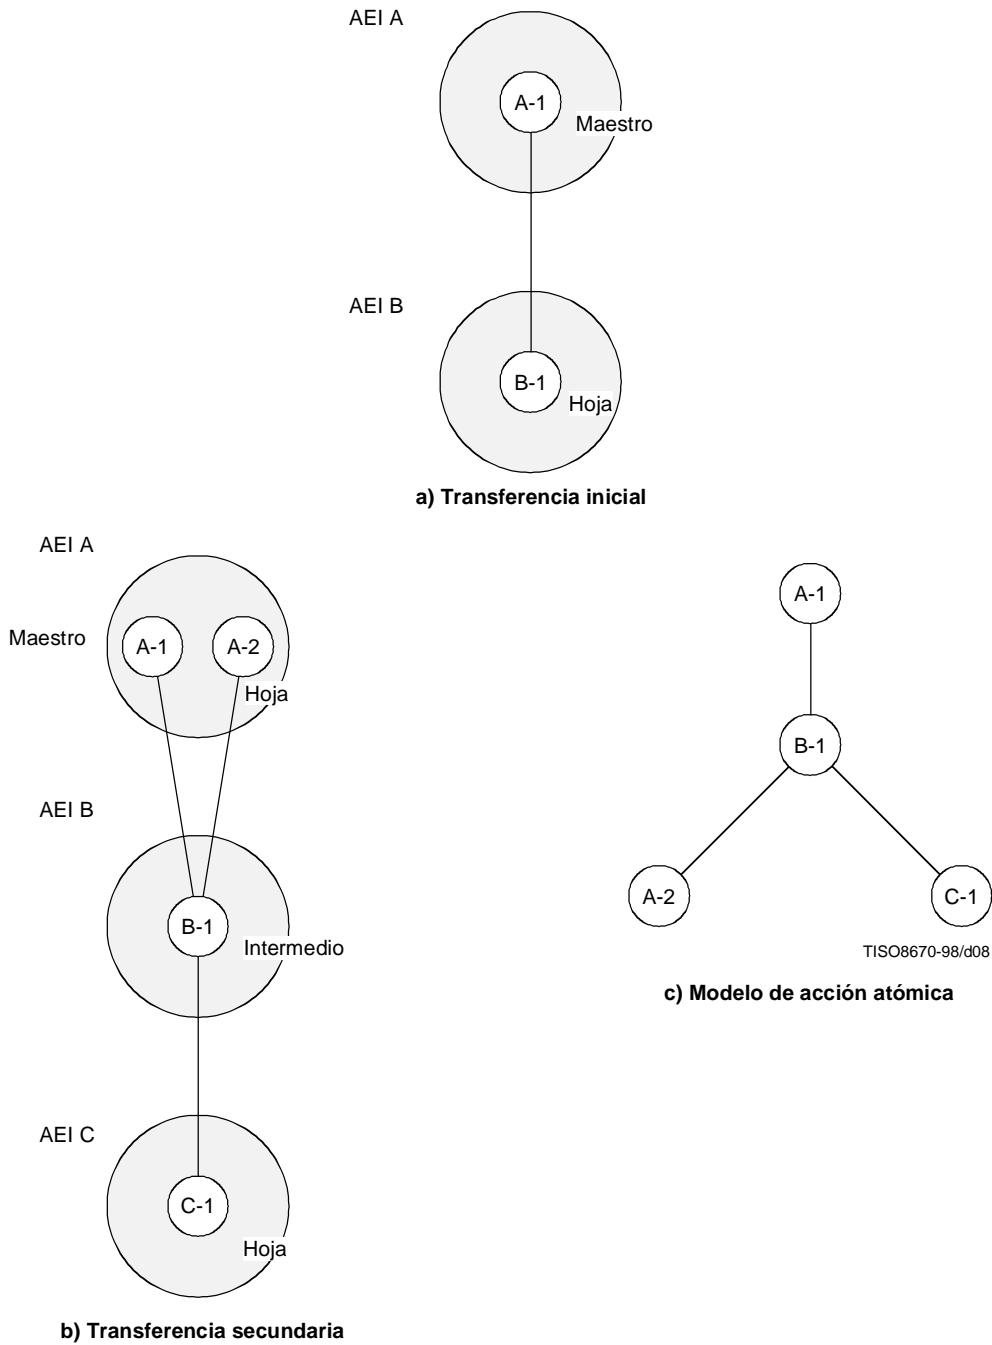 AEI A
A-1
Maestro
AEI B
B-1
Hoja
a) Transferencia inicial
AEI A
Maestro
A-1
A-2
Hoja
AEI B
B-1
Intermedio
AEI C
C-1
Hoja
b) Transferencia secundaria
A-1
B-1
A-2
C-1
TISO8670-98/d08
c) Modelo de acción atómica